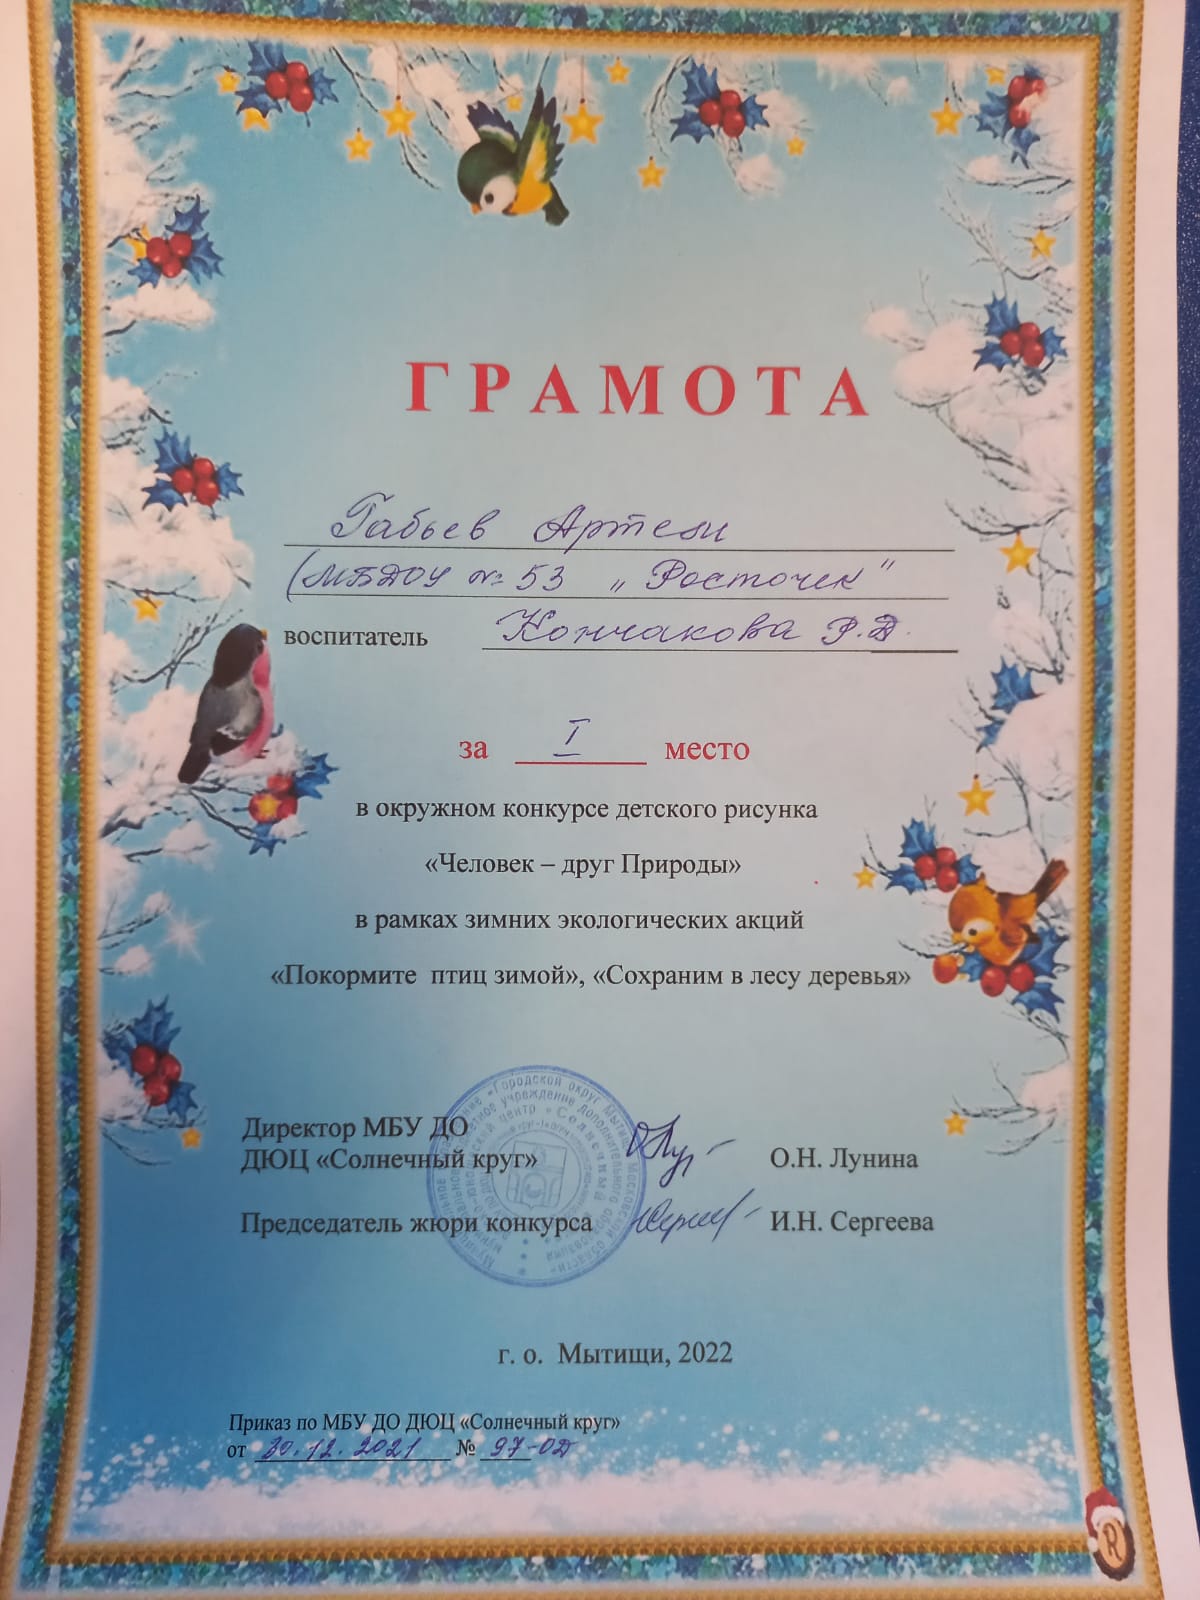 ГРАМОТА
Габьев Артем
(МБДОУ № 53 „Росточек"
воспитатель Кончакова Р.Д.
за I место
в окружном конкурсе детского рисунка
«Человек – друг Природы»
в рамках зимних экологических акций
«Покормите птиц зимой», «Сохраним в лесу деревья»
Директор МБУ ДО
ДЮЦ «Солнечный круг» О.Н. Лунина
Председатель жюри конкурса И.Н. Сергеева
г. о. Мытищи, 2022
Приказ по МБУ ДО ДЮЦ «Солнечный круг»
от 30.12.2021 № 97-ОД
R